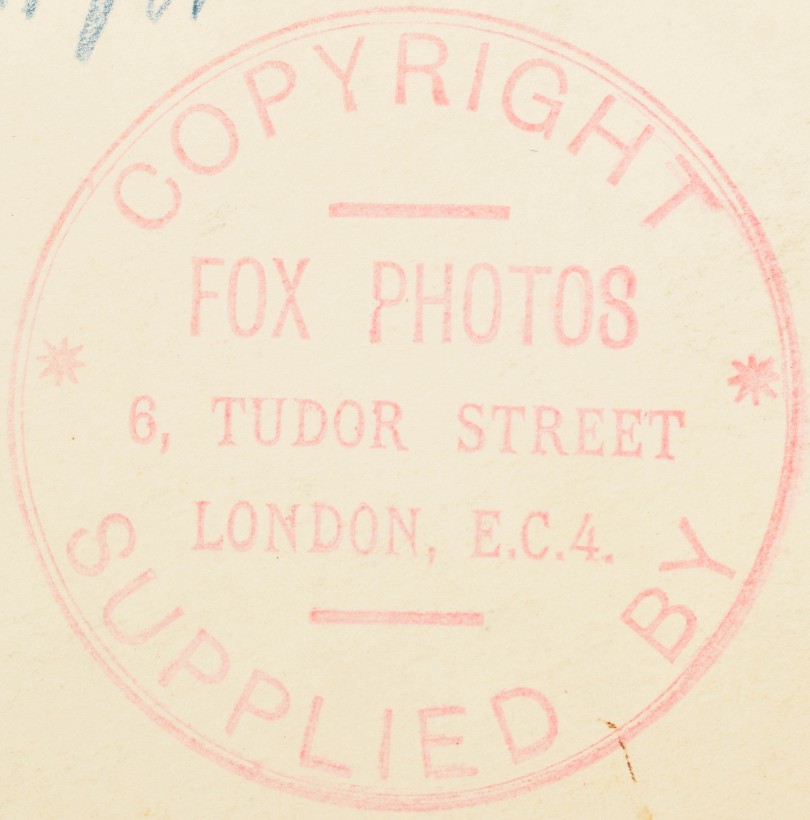 COPYRIGHT
FOX PHOTOS
6, TUDOR STREET
LONDON, E.C.4.
SUPPLIED BY